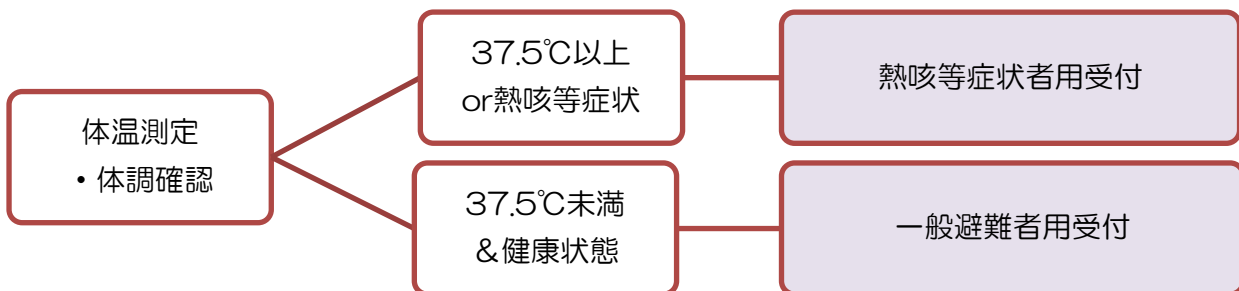 体温測定
・体調確認
37.5℃以上
or熱咳等症状
熱咳等症状者用受付
37.5℃未満
＆健康状態
一般避難者用受付